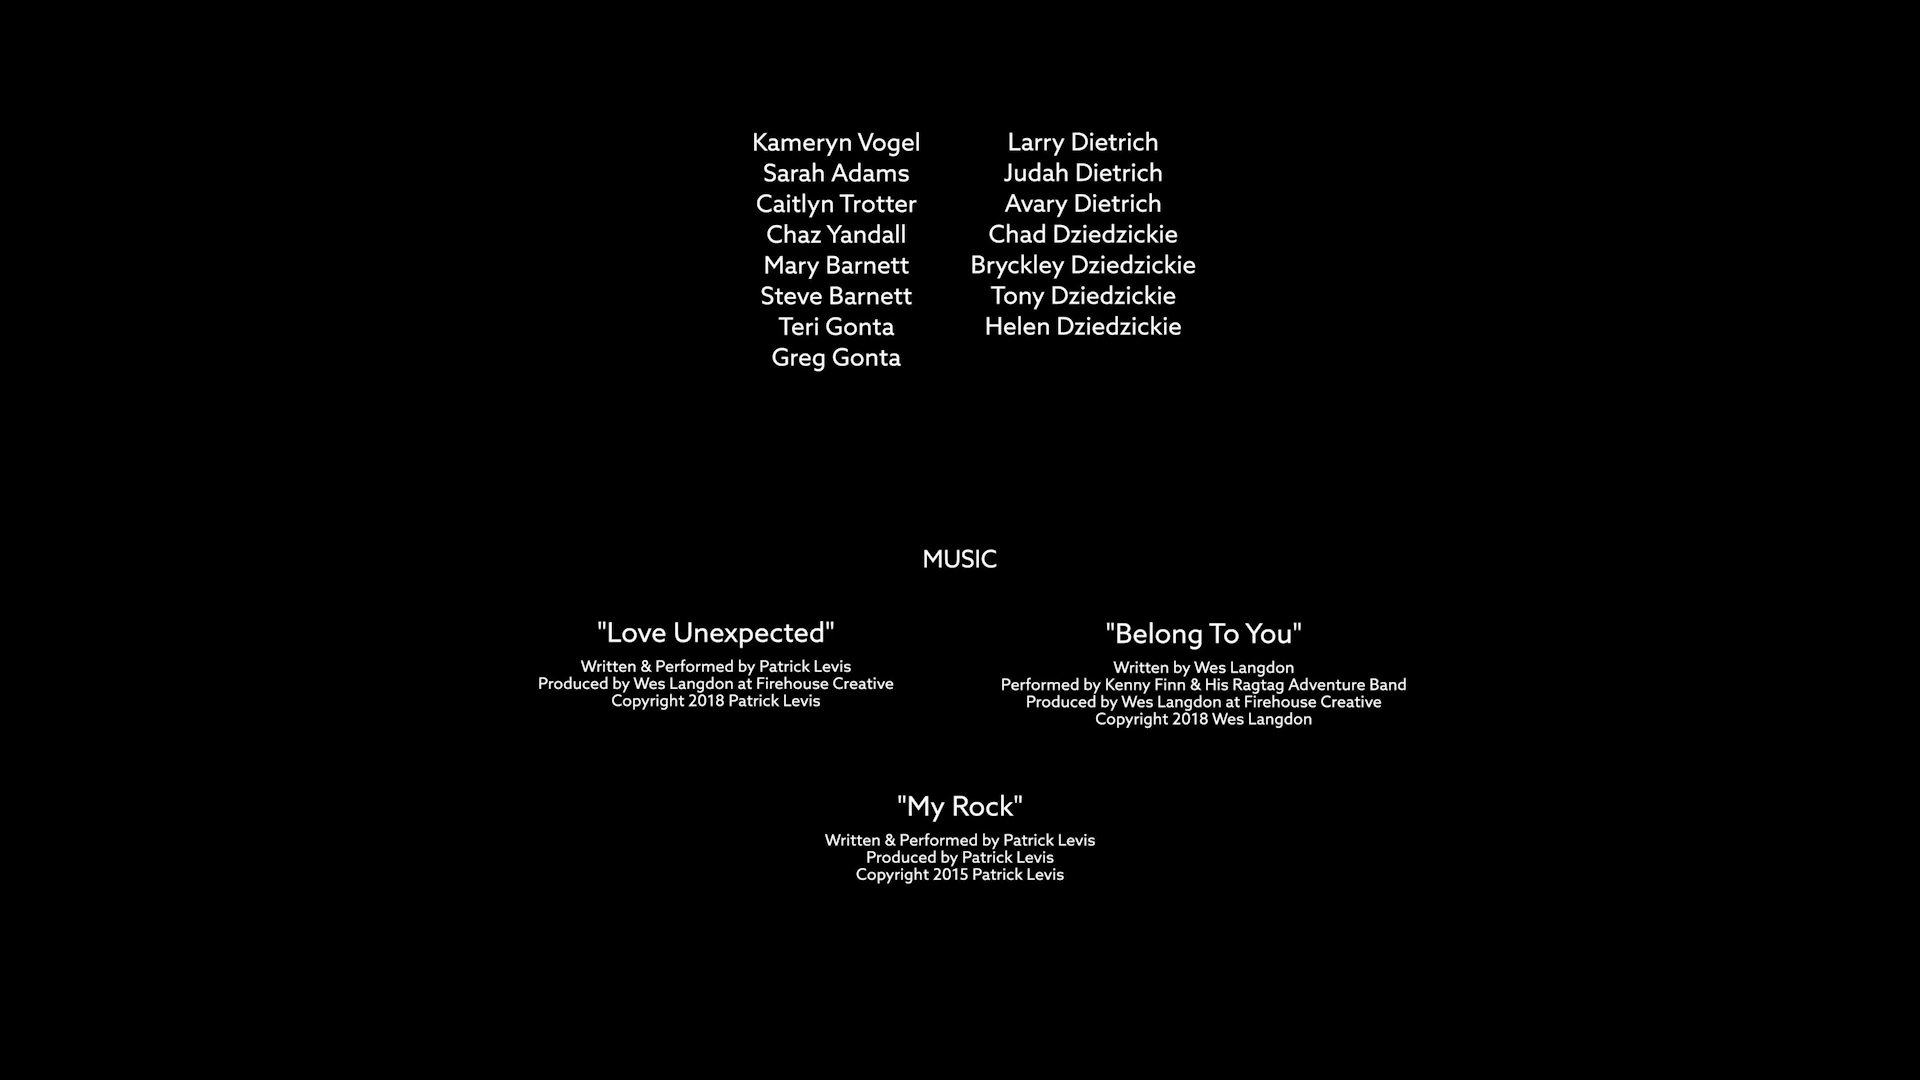 Kameryn Vogel
Sarah Adams
Caitlyn Trotter
Chaz Yandall
Mary Barnett
Steve Barnett
Teri Gonta
Greg Gonta
Larry Dietrich
Judah Dietrich
Avary Dietrich
Chad Dziedzickie
Bryckley Dziedzickie
Tony Dziedzickie
Helen Dziedzickie
MUSIC
"Love Unexpected"
Written & Performed by Patrick Levis
Produced by Wes Langdon at Firehouse Creative
Copyright 2018 Patrick Levis
"Belong To You"
Written by Wes Langdon
Performed by Kenny Finn & His Ragtag Adventure Band
Produced by Wes Langdon at Firehouse Creative
Copyright 2018 Wes Langdon
"My Rock"
Written & Performed by Patrick Levis
Produced by Patrick Levis
Copyright 2015 Patrick Levis